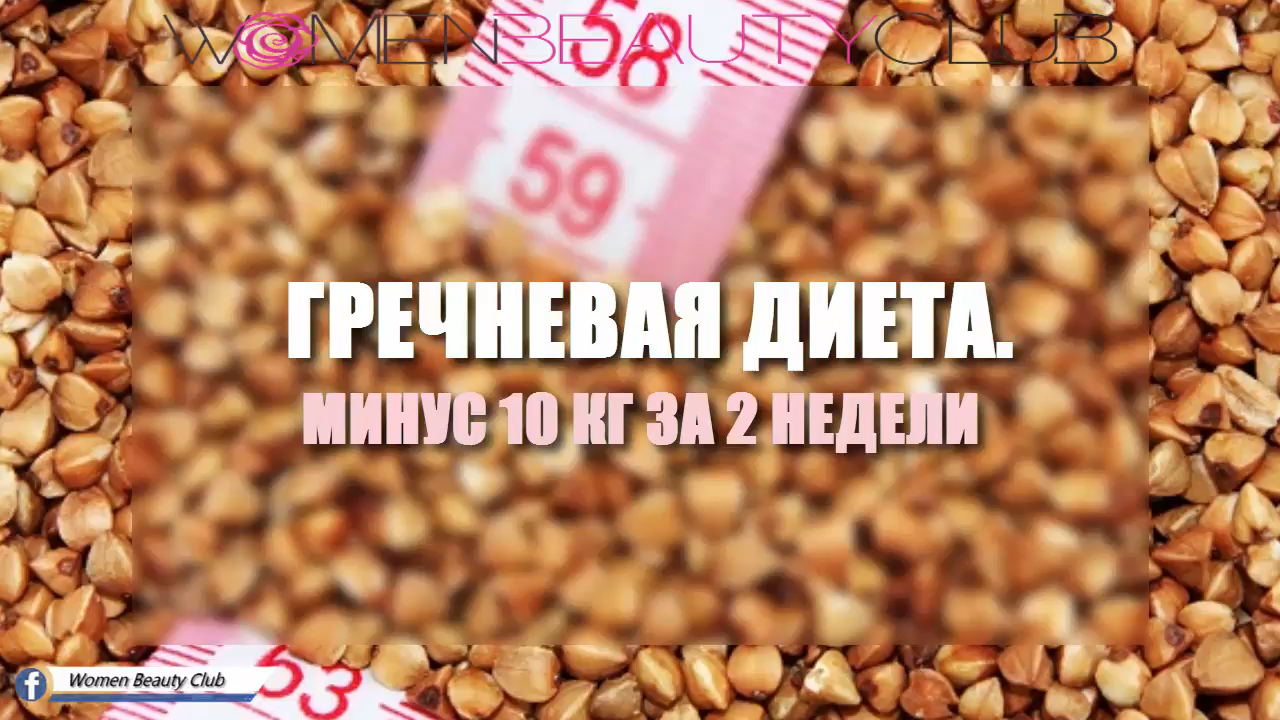 WOMENBEAUTYCLUB
58
59
ГРЕЧНЕВАЯ ДИЕТА.
МИНУС 10 КГ ЗА 2 НЕДЕЛИ
53
f Women Beauty Club